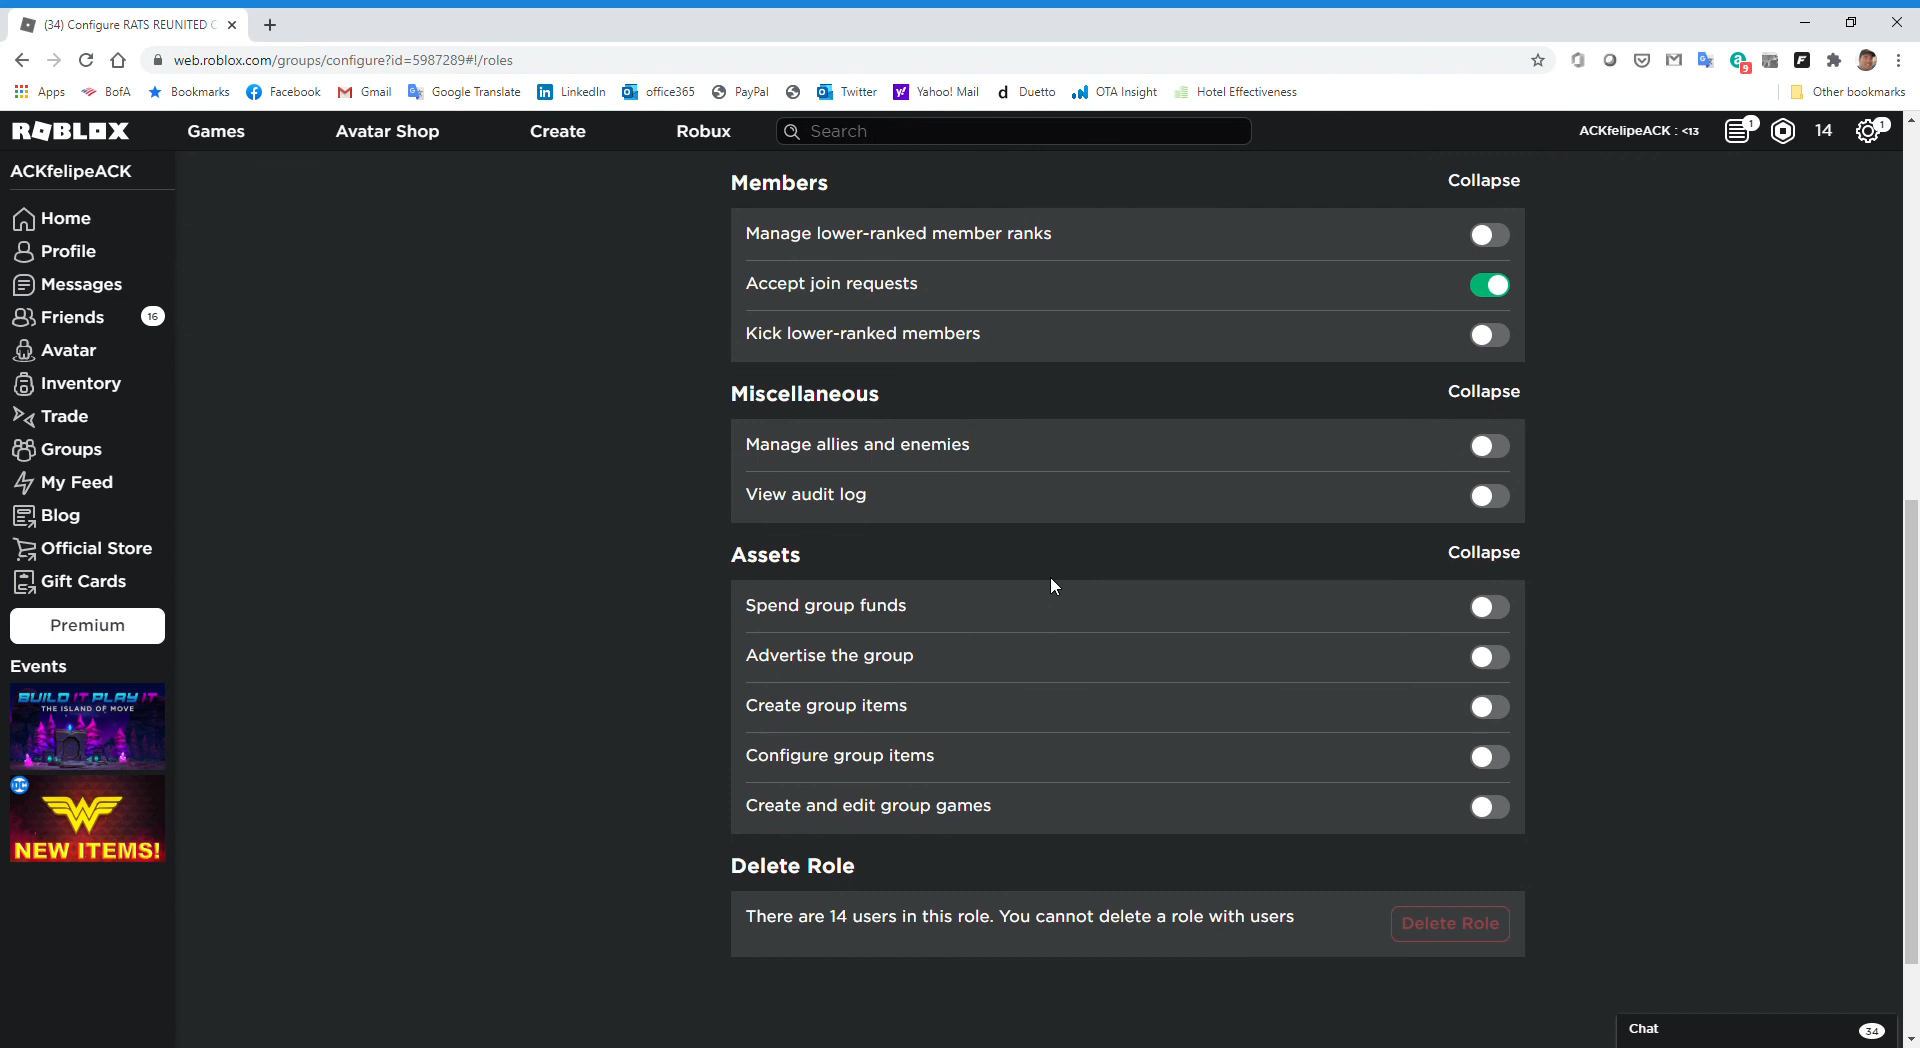 (34) Configure RATS REUNITED C
web.roblox.com/groups/configure?id=5987289#!/roles
9
Apps
BofA
Bookmarks
Facebook
Gmail
Google Translate
LinkedIn
office365
PayPal
Twitter
Yahoo! Mail
Duetto
OTA Insight
Hotel Effectiveness
Other bookmarks
ROBLOX
Games
Avatar Shop
Create
Robux
Search
ACKfelipeACK : <13
1
14
1
ACKfelipeACK
Home
Profile
Messages
Friends 16
Avatar
Inventory
Trade
Groups
My Feed
Blog
Official Store
Gift Cards
Premium
Events
BUILD IT PLAY IT
THE ISLAND OF MOVE
DC
NEW ITEMS!
Members Collapse
Manage lower-ranked member ranks
Accept join requests
Kick lower-ranked members
Miscellaneous Collapse
Manage allies and enemies
View audit log
Assets Collapse
Spend group funds
Advertise the group
Create group items
Configure group items
Create and edit group games
Delete Role
There are 14 users in this role. You cannot delete a role with users
Delete Role
Chat 34